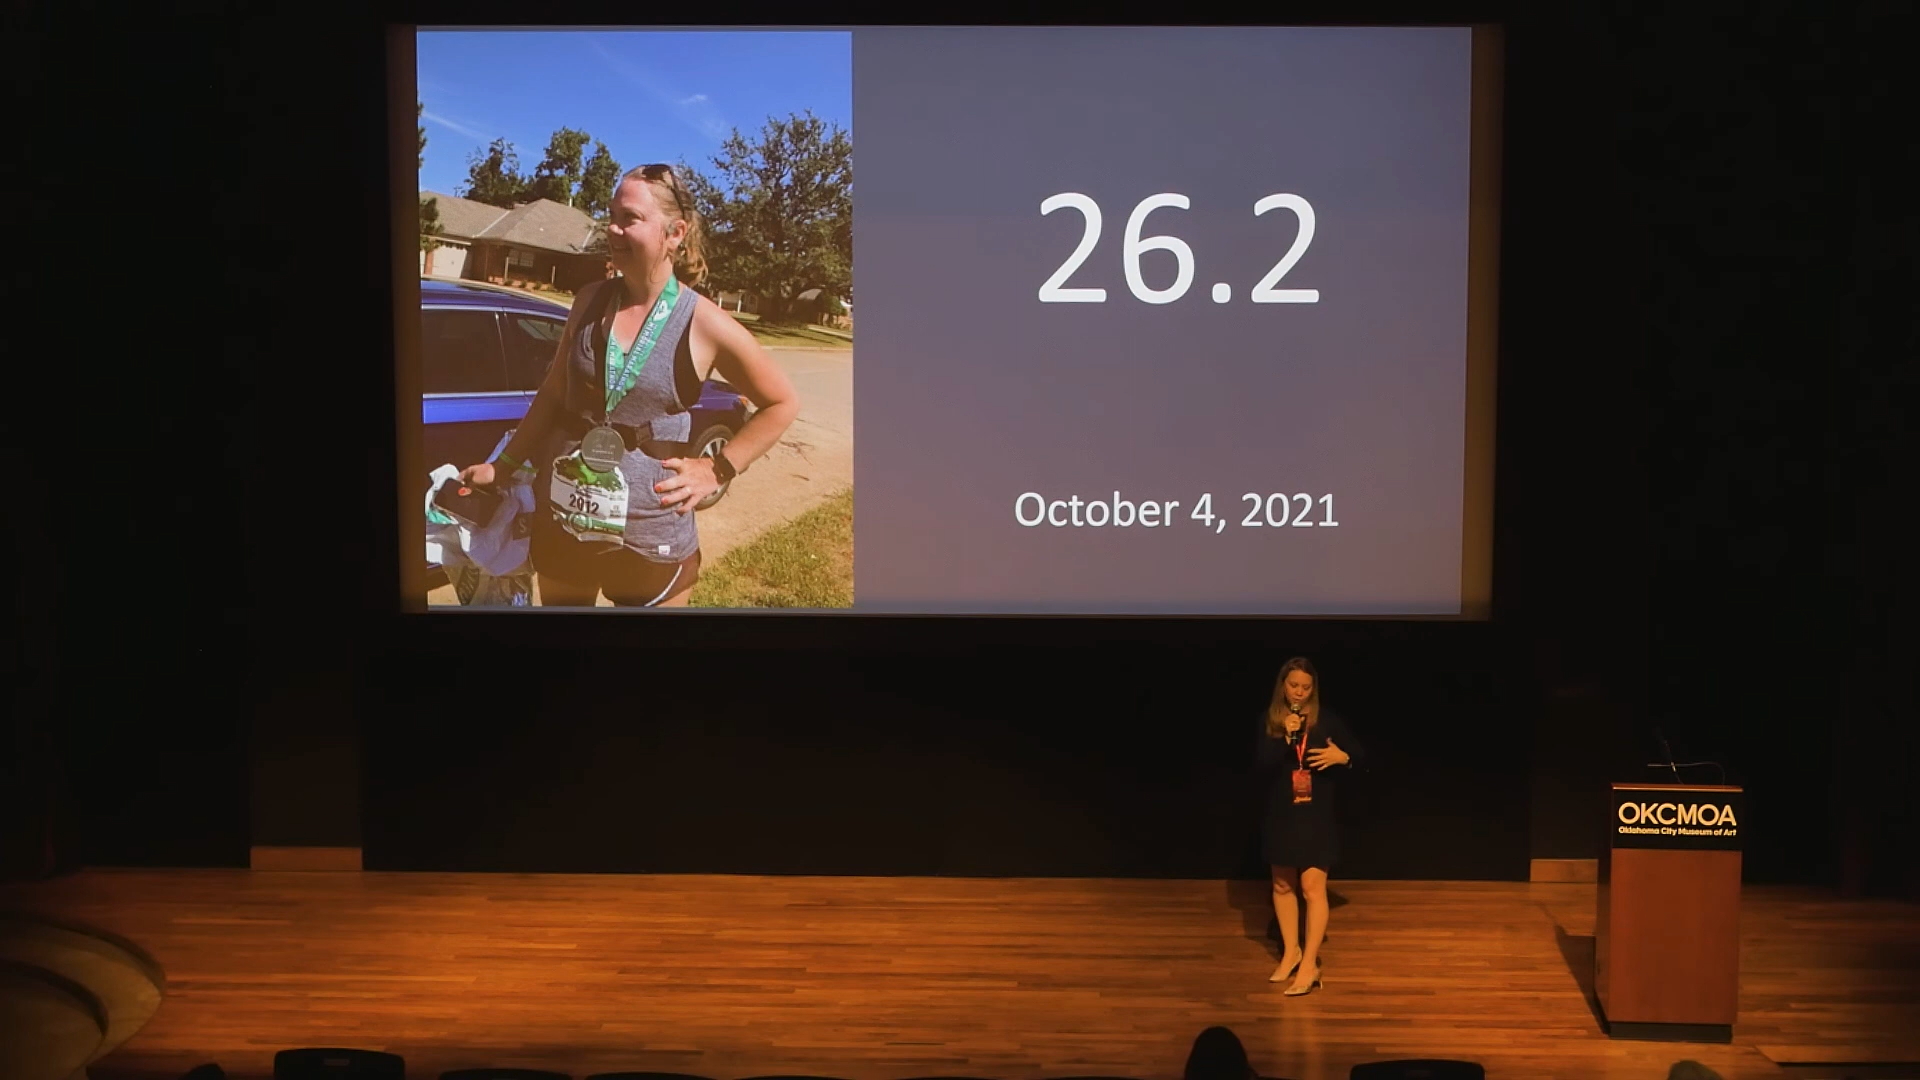 26.2
October 4, 2021
2012
OKCMOA
Oklahoma City Museum of Art